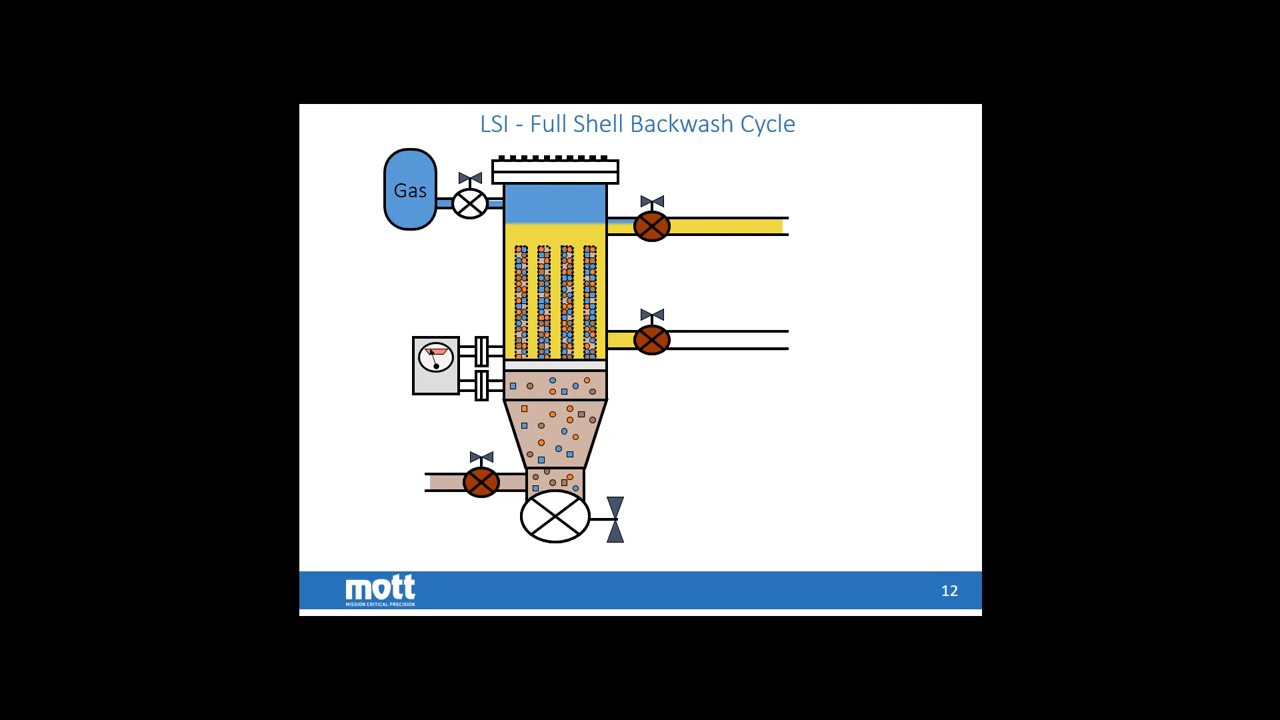 LSI - Full Shell Backwash Cycle
Gas
mott
MISSION CRITICAL PRECISION
12